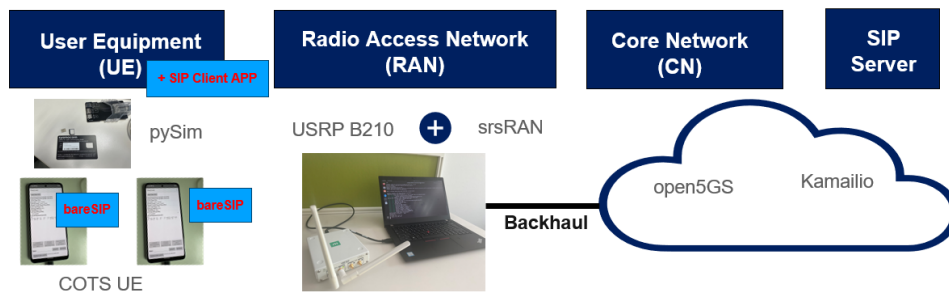 User Equipment
(UE)
+ SIP Client APP
Radio Access Network
(RAN)
Core Network
(CN)
SIP
Server
pySim
USRP B210
+
srsRAN
open5GS
Kamailio
bareSIP
bareSIP
Backhaul
COTS UE